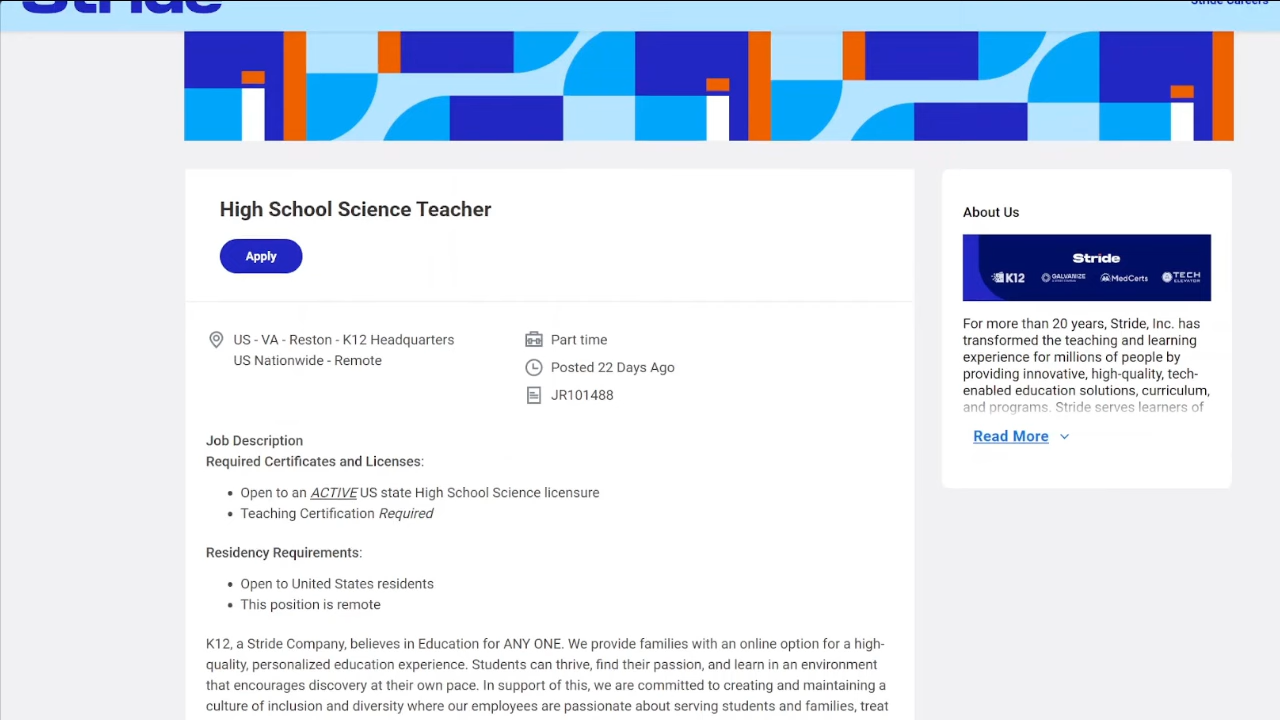 Stride
Stride Careers
High School Science Teacher
Apply
US - VA - Reston - K12 Headquarters
US Nationwide - Remote
Part time
Posted 22 Days Ago
JR101488
Job Description
Required Certificates and Licenses:
• Open to an ACTIVE US state High School Science licensure
• Teaching Certification Required
Residency Requirements:
• Open to United States residents
• This position is remote
K12, a Stride Company, believes in Education for ANY ONE. We provide families with an online option for a high-
quality, personalized education experience. Students can thrive, find their passion, and learn in an environment
that encourages discovery at their own pace. In support of this, we are committed to creating and maintaining a
culture of inclusion and diversity where our employees are passionate about serving students and families, treat
About Us
Stride
K12 GALVANIZE MedCerts TECH ELEVATOR
For more than 20 years, Stride, Inc. has
transformed the teaching and learning
experience for millions of people by
providing innovative, high-quality, tech-
enabled education solutions, curriculum,
and programs. Stride serves learners of
Read More